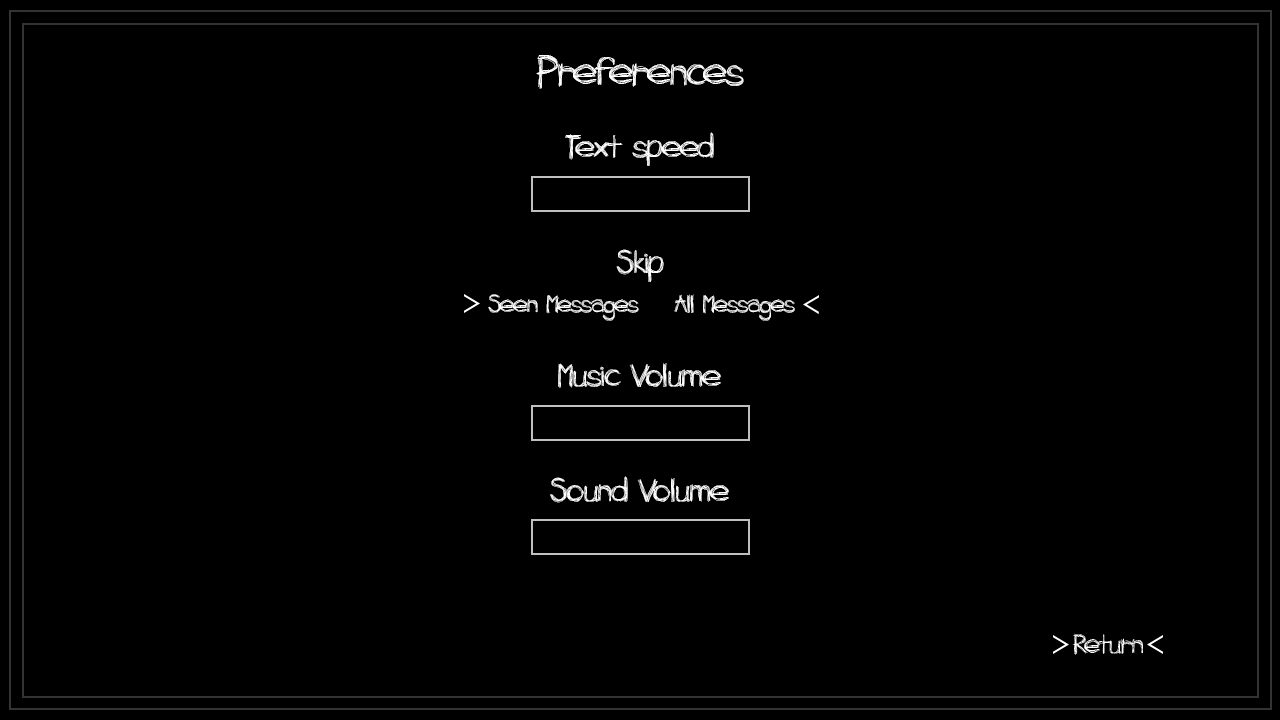 Preferences
Text speed
Skip
> Seen Messages All Messages <
Music Volume
Sound Volume
>Return<